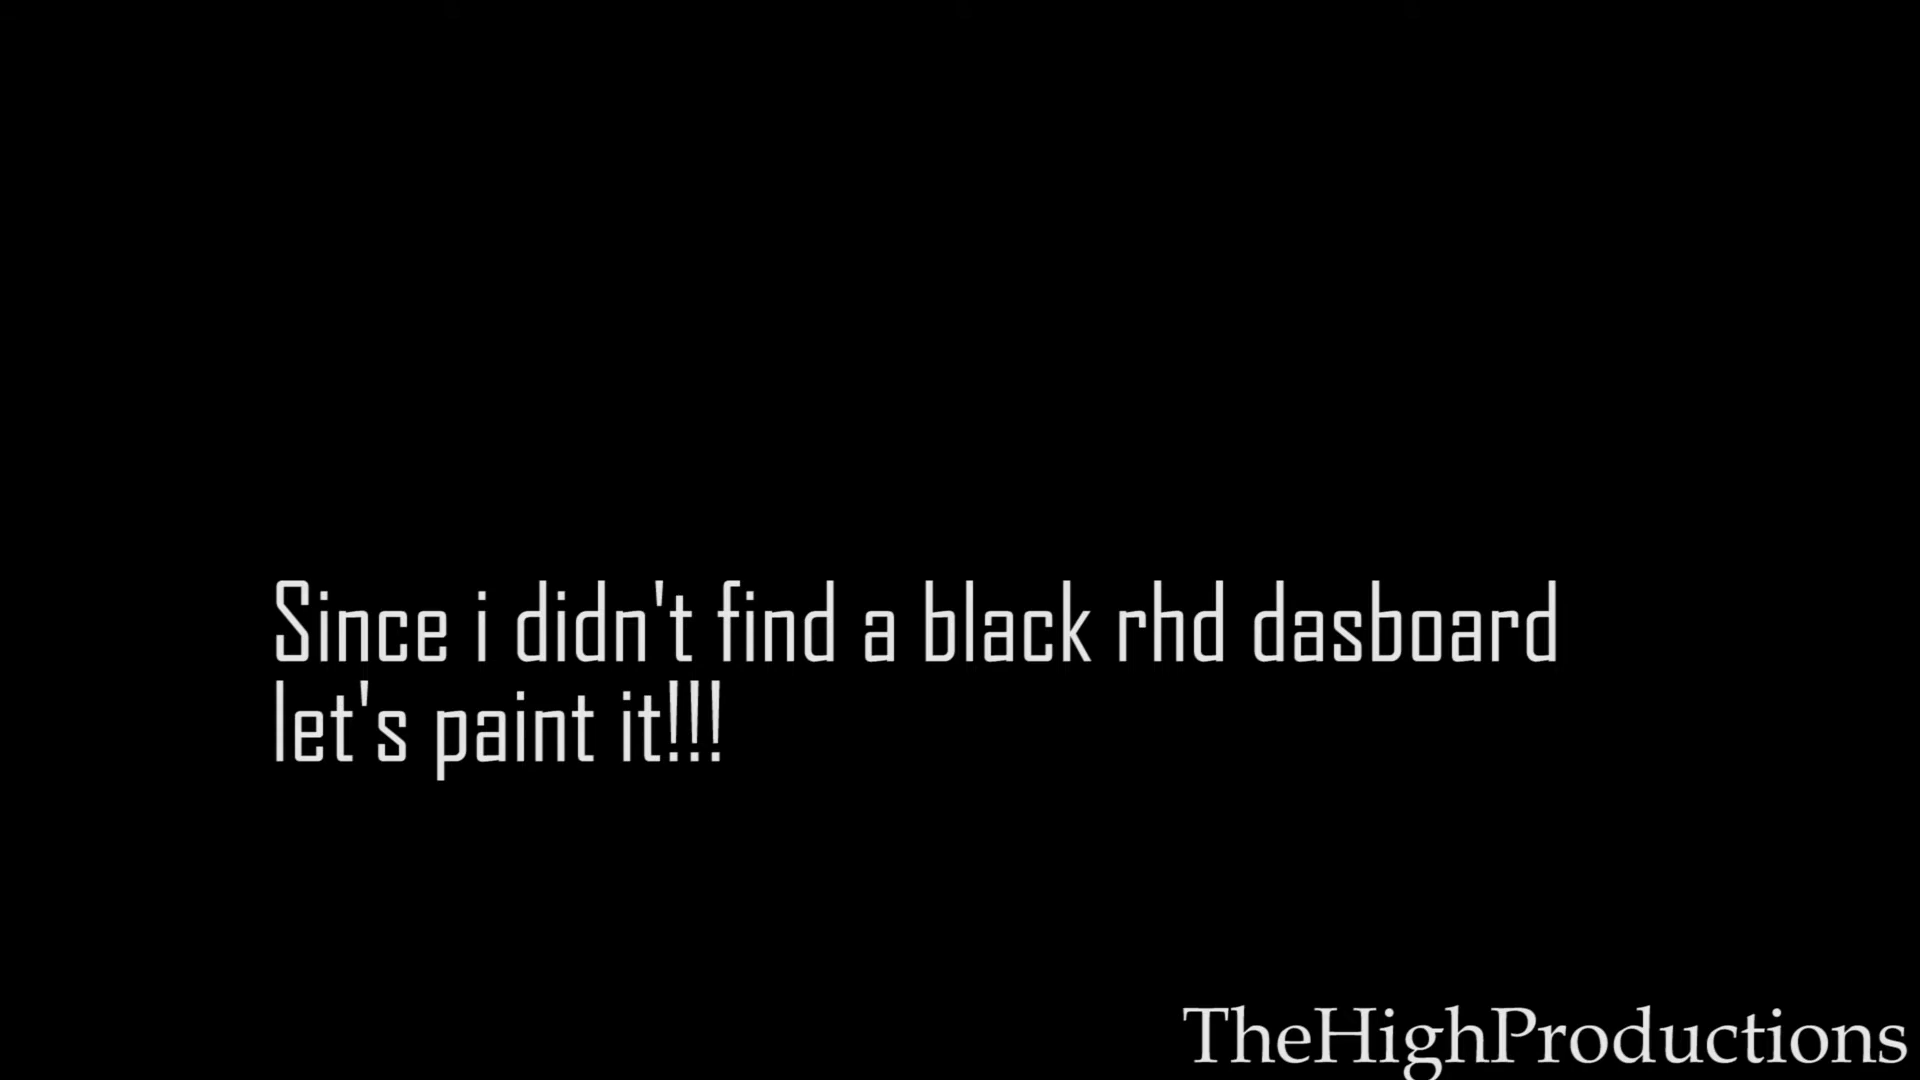 Since i didn't find a black rhd dasboard
let's paint it!!!
TheHighProductions